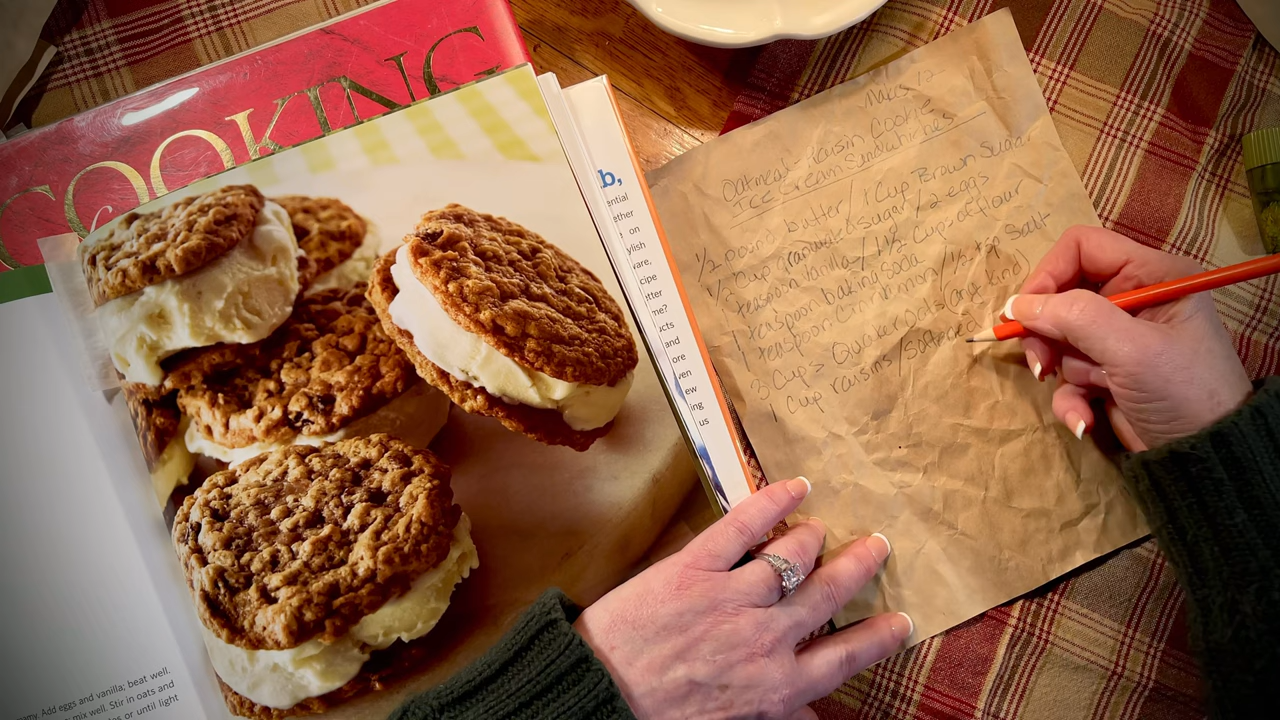 COOKING
b,
ential
ether
on
ylish
ware,
cipe
etter
me?
ucts
and
ore
ven
ew
ing
us
amy. Add eggs and vanilla; beat well.
mix well. Stir in oats and
es or until light
Makes 12
Oatmeal-Raisin Cookie
ICE Cream Sandwiches
1/2 pound butter/1 Cup Brown Sugar
1/2 Cup granulated sugar/2 eggs
1 teaspoon vanilla/1 1/2 Cups of flour
1 teaspoon baking soda
1 teaspoon Cinnamon/1/2 tsp Salt
3 Cups Quaker Oats (any kind)
1 Cup raisins/Softened